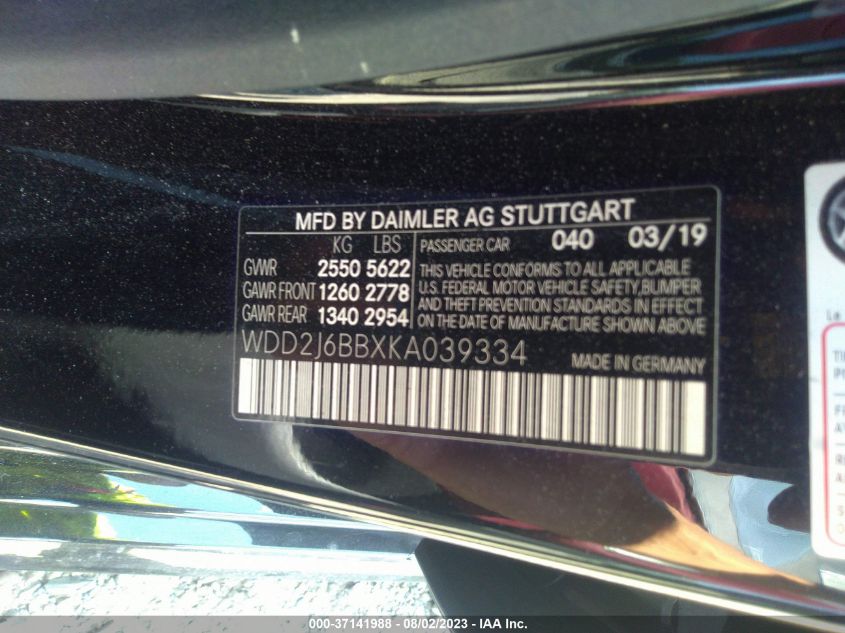 MFD BY DAIMLER AG STUTTGART
KG LBS
GVWR 2550 5622
GAWR FRONT 1260 2778
GAWR REAR 1340 2954
PASSENGER CAR 040 03/19
THIS VEHICLE CONFORMS TO ALL APPLICABLE
U.S. FEDERAL MOTOR VEHICLE SAFETY,BUMPER
AND THEFT PREVENTION STANDARDS IN EFFECT
ON DATE OF MANUFACTURE SHOWN ABOVE
WDD2J6BBXKA039334 MADE IN GERMANY
000-37141988 - 08/02/2023 - IAA Inc.